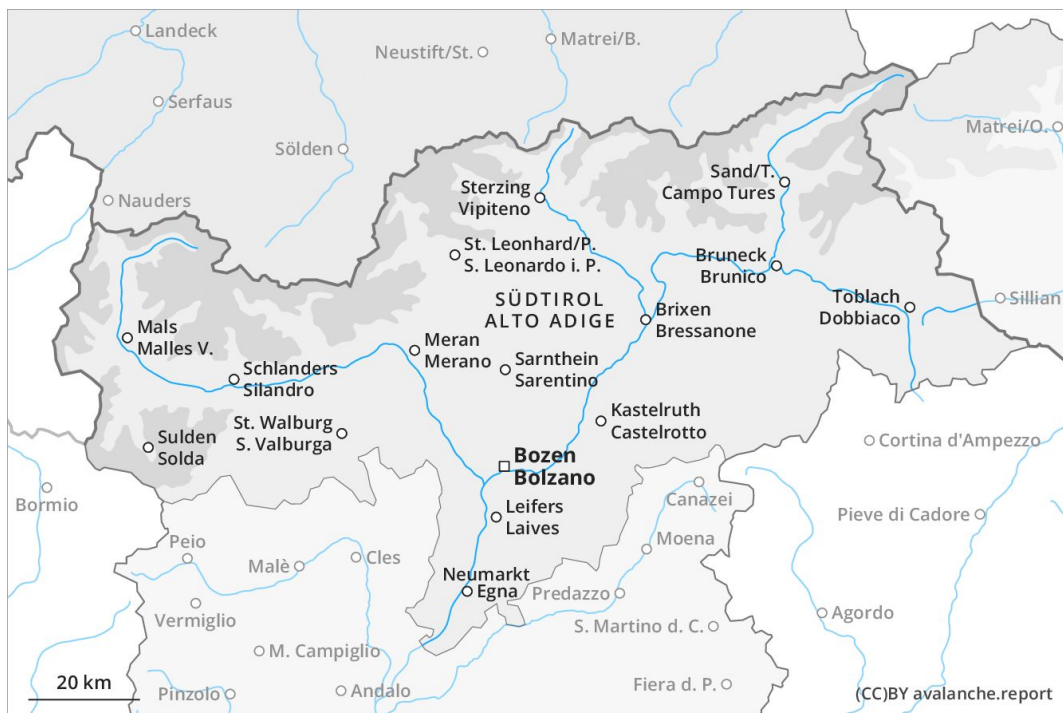 Landeck
Matrei/B.
Neustift/St.
Serfaus
Matrei/O.
Sölden
Sand/T.
Campo Tures
Sterzing
Vipiteno
Nauders
St. Leonhard/P.
S. Leonardo i. P.
Bruneck
Brunico
SÜDTIROL
ALTO ADIGE
Toblach
Dobbiaco
Sillian
Brixen
Bressanone
Mals
Malles V.
Meran
Merano
Schlanders
Silandro
Sarnthein
Sarentino
St. Walburg
S. Valburga
Kastelruth
Castelrotto
Sulden
Solda
Cortina d'Ampezzo
Bozen
Bolzano
Bormio
Canazei
Leifers
Laives
Pieve di Cadore
Peio
Malè
Cles
Moena
Neumarkt
Egna
Predazzo
Vermiglio
Agordo
S. Martino d. C.
M. Campiglio
20 km
Pinzolo
Andalo
Fiera d. P.
(CC)BY avalanche.report